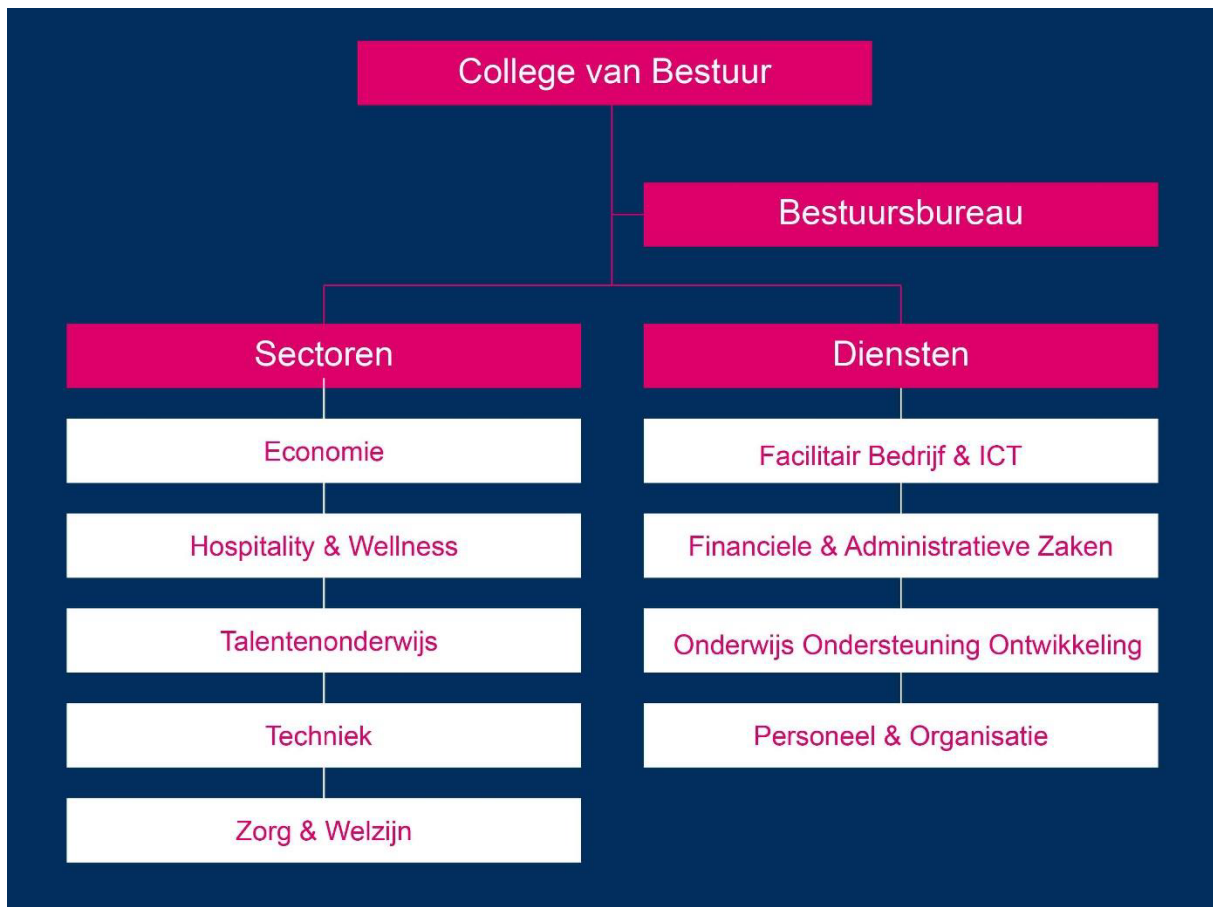 College van Bestuur
Bestuursbureau
Sectoren
Economie
Hospitality & Wellness
Talentenonderwijs
Techniek
Zorg & Welzijn
Diensten
Facilitair Bedrijf & ICT
Financiele & Administratieve Zaken
Onderwijs Ondersteuning Ontwikkeling
Personeel & Organisatie